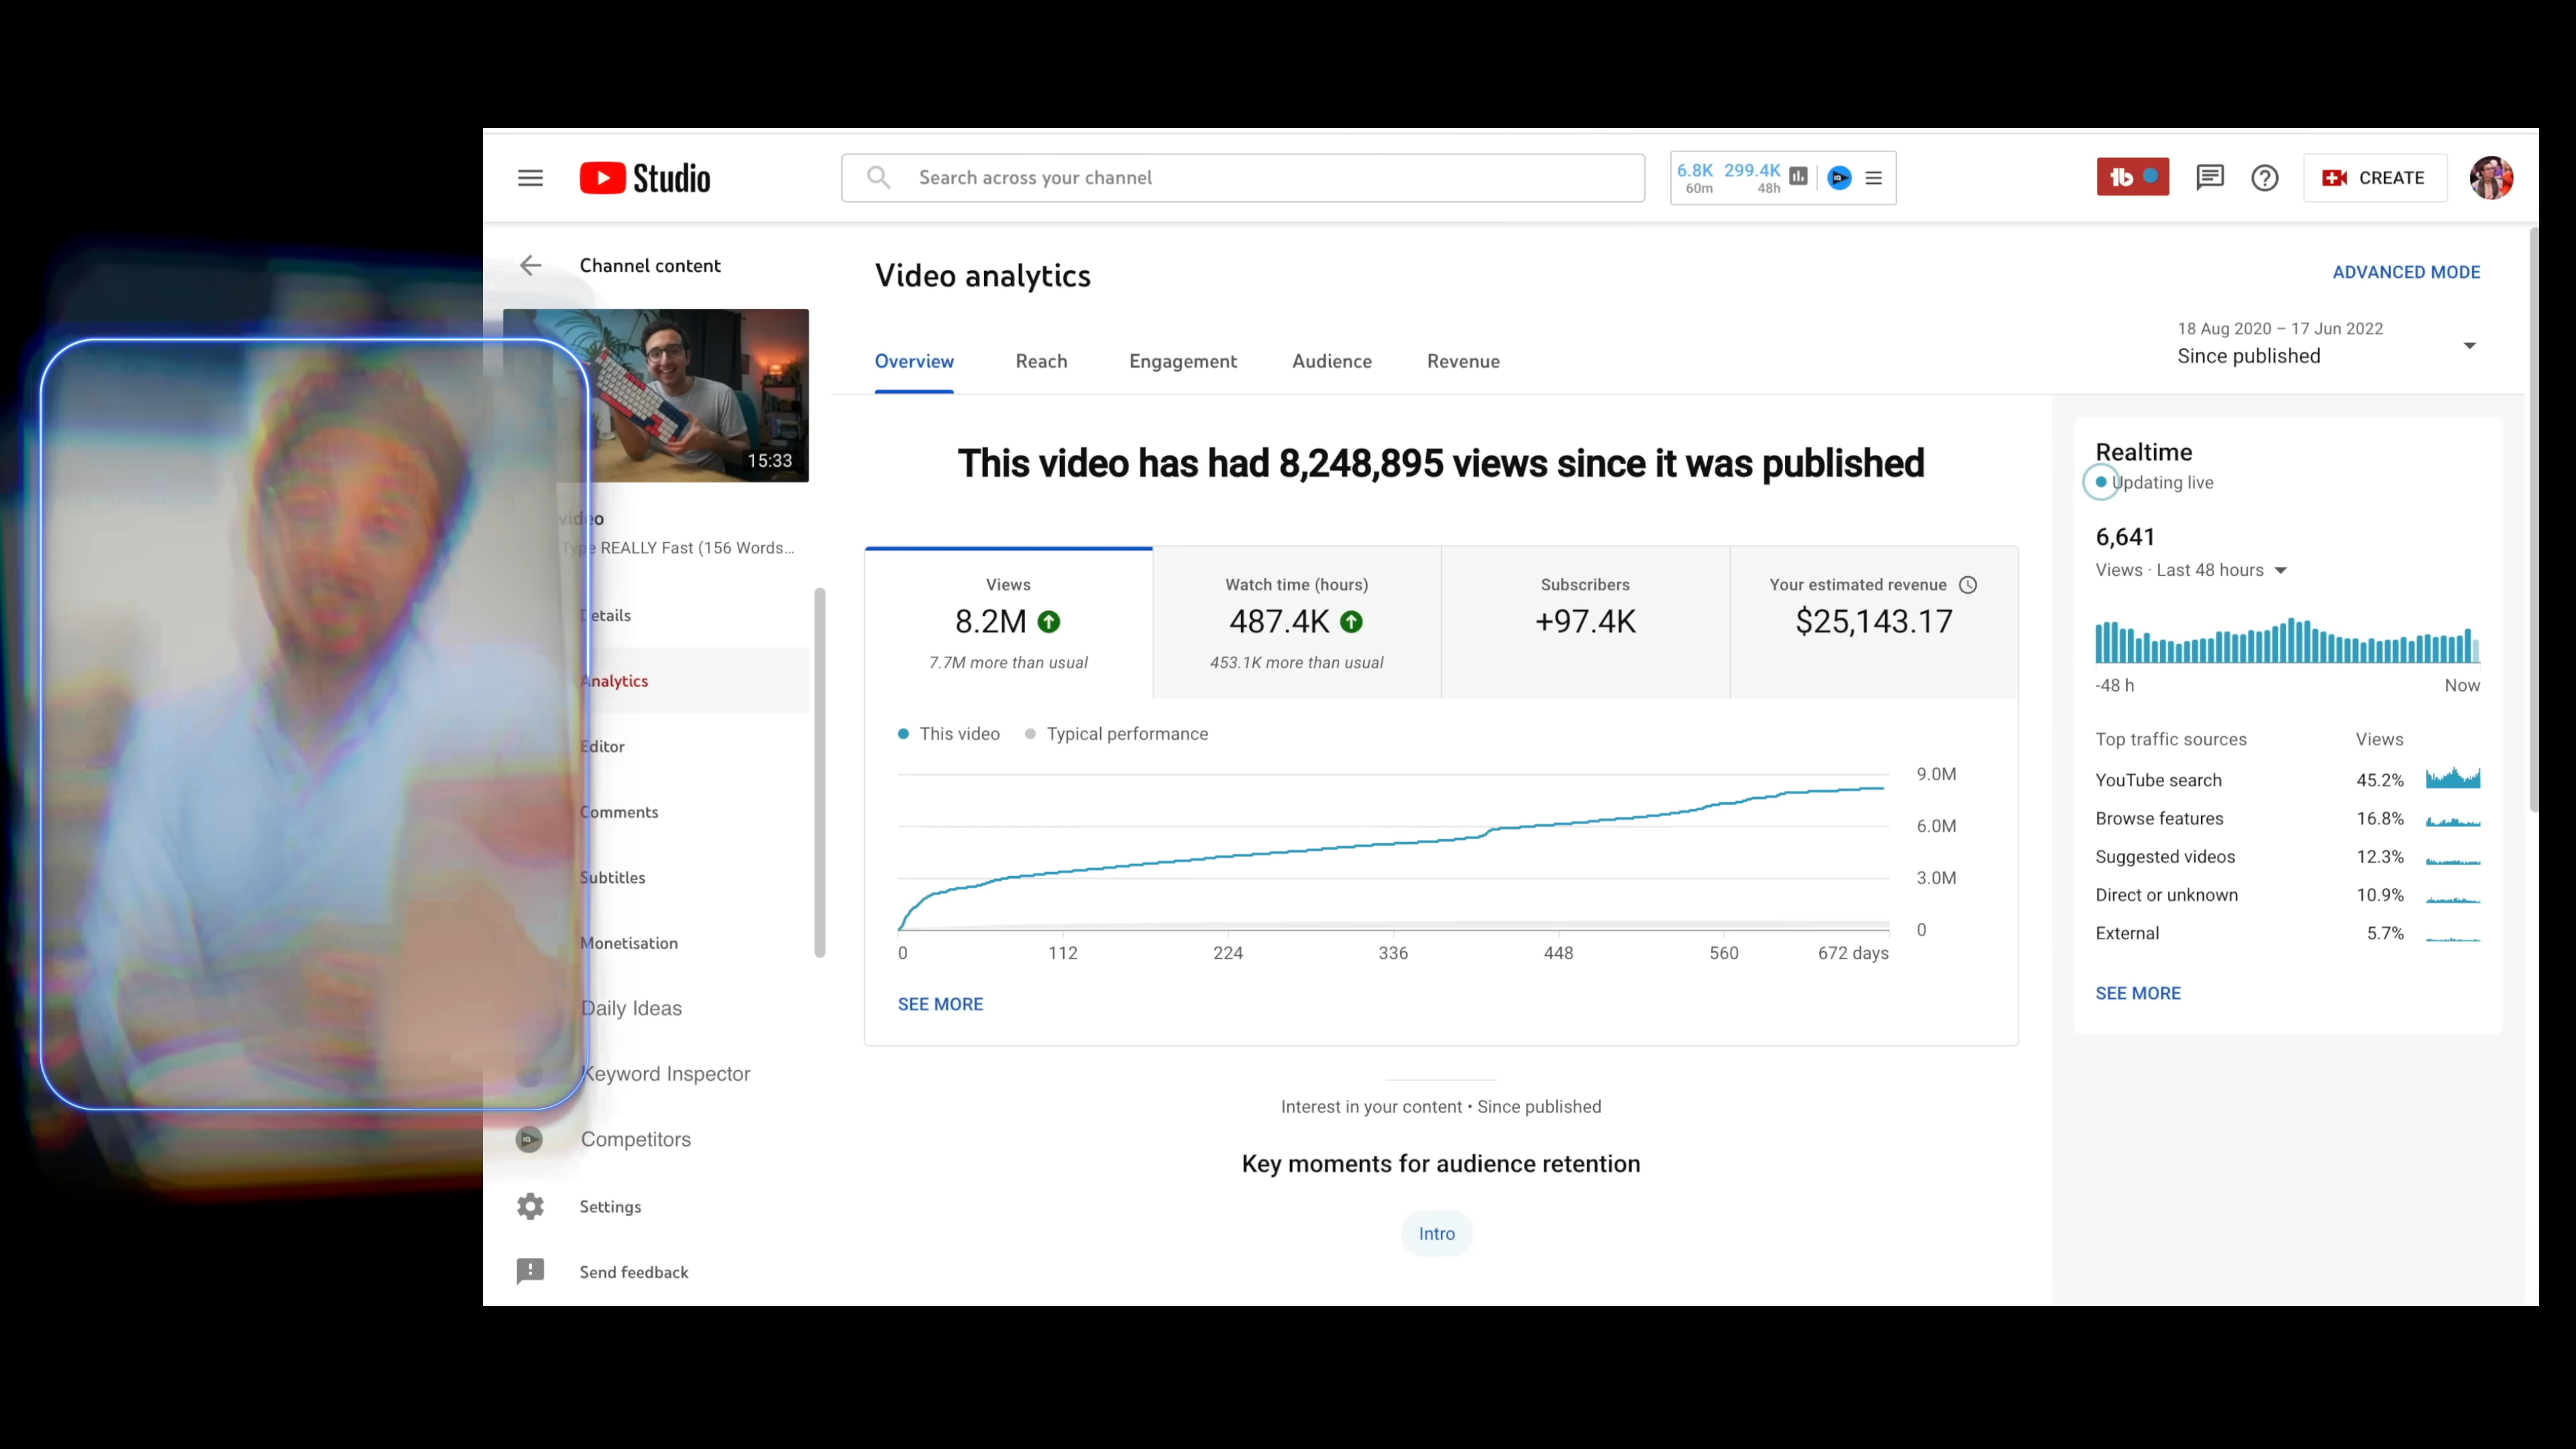 Studio
Search across your channel
6.8K 299.4K
60m 48h
CREATE
Channel content
15:33
video
Type REALLY Fast (156 Words...
Details
Analytics
Editor
Comments
Subtitles
Monetisation
Daily Ideas
Keyword Inspector
Competitors
Settings
Send feedback
Video analytics
ADVANCED MODE
18 Aug 2020 – 17 Jun 2022
Since published
Overview Reach Engagement Audience Revenue
This video has had 8,248,895 views since it was published
Views
8.2M
7.7M more than usual
Watch time (hours)
487.4K
453.1K more than usual
Subscribers
+97.4K
Your estimated revenue
$25,143.17
This video Typical performance
9.0M
6.0M
3.0M
0
0 112 224 336 448 560 672 days
SEE MORE
Interest in your content • Since published
Key moments for audience retention
Intro
Realtime
Updating live
6,641
Views · Last 48 hours
-48 h Now
Top traffic sources Views
YouTube search 45.2%
Browse features 16.8%
Suggested videos 12.3%
Direct or unknown 10.9%
External 5.7%
SEE MORE